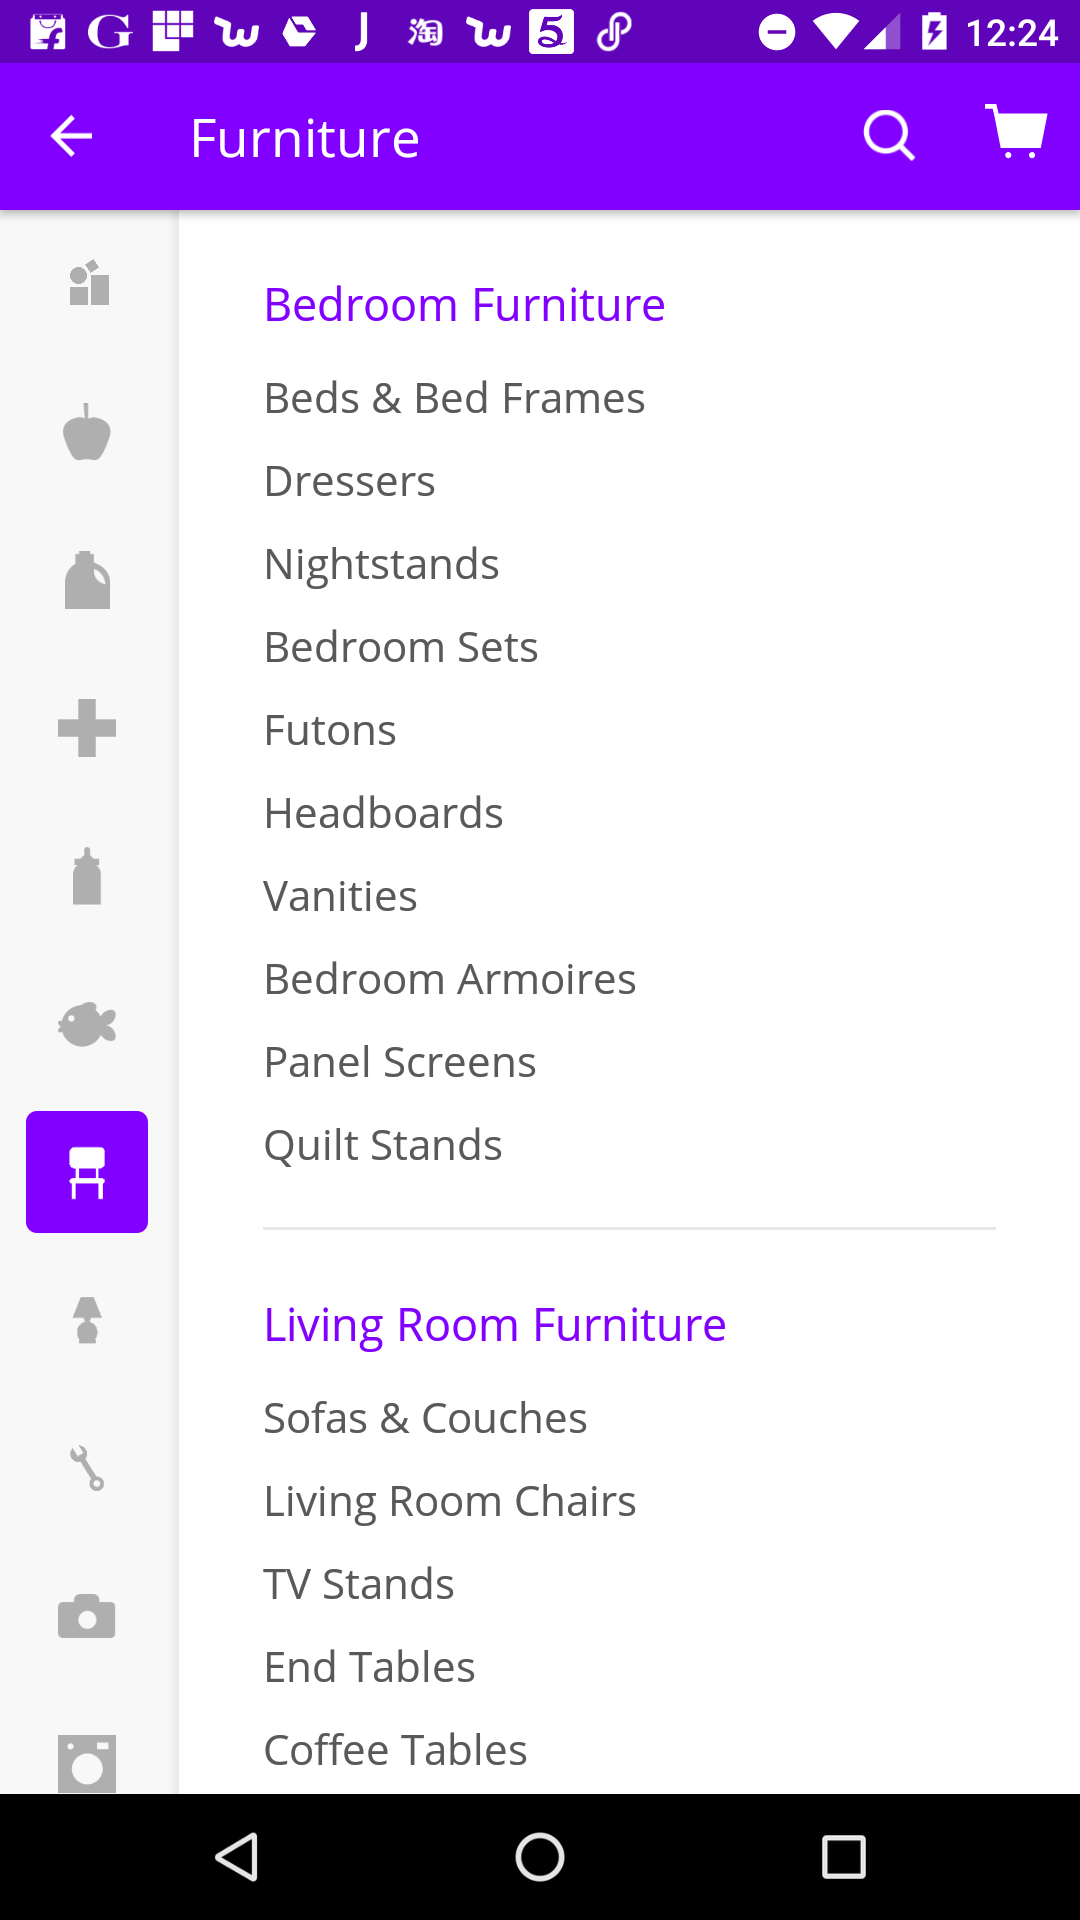 G J 淘 5 12:24
Furniture
Bedroom Furniture
Beds & Bed Frames
Dressers
Nightstands
Bedroom Sets
Futons
Headboards
Vanities
Bedroom Armoires
Panel Screens
Quilt Stands
Living Room Furniture
Sofas & Couches
Living Room Chairs
TV Stands
End Tables
Coffee Tables